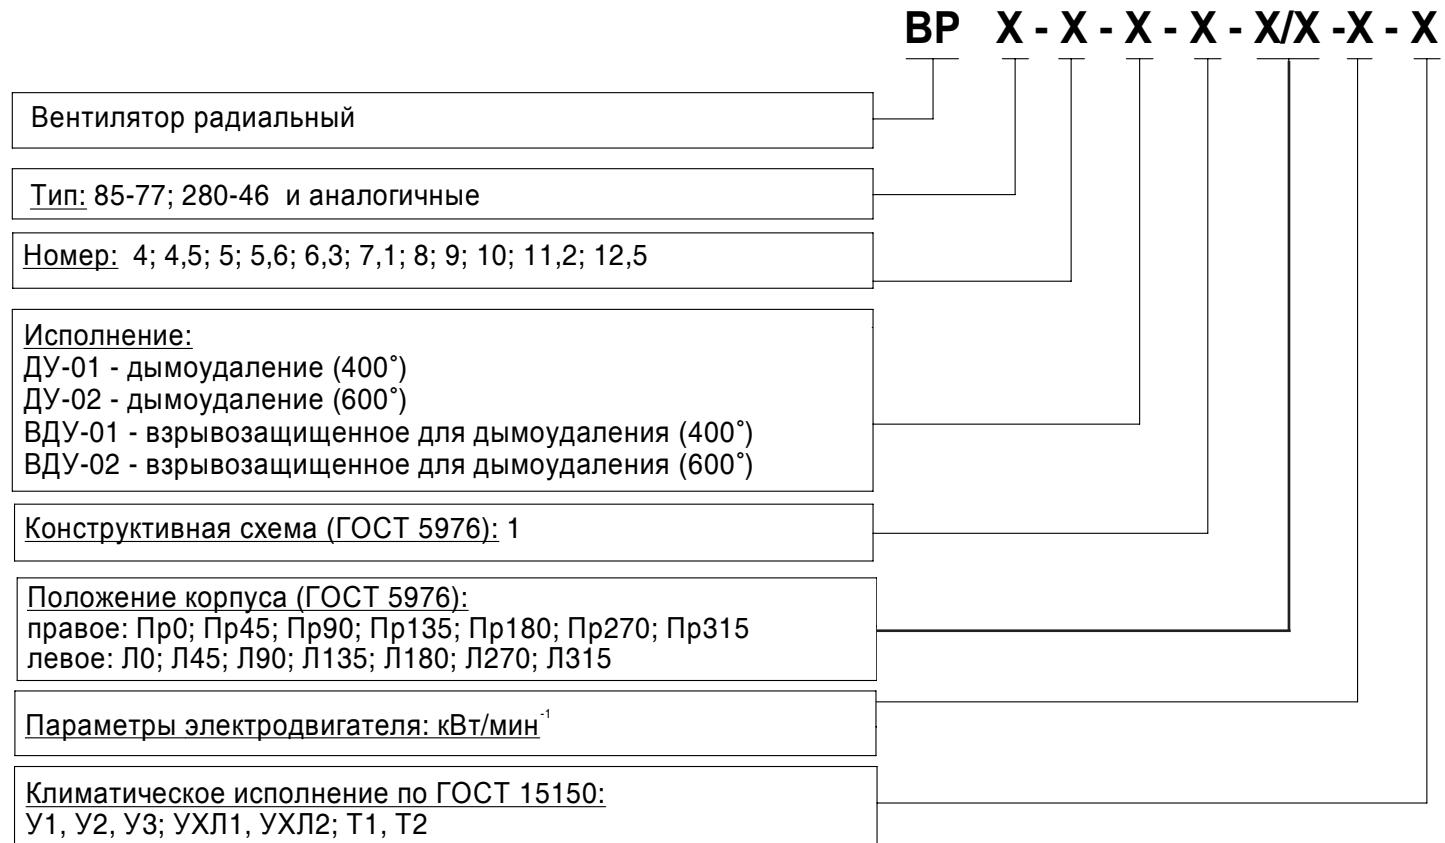 ВР Х - Х - Х - Х - Х/Х -Х - Х
Вентилятор радиальный
Тип: 85-77; 280-46 и аналогичные
Номер: 4; 4,5; 5; 5,6; 6,3; 7,1; 8; 9; 10; 11,2; 12,5
Исполнение:
ДУ-01 - дымоудаление (400˚)
ДУ-02 - дымоудаление (600˚)
ВДУ-01 - взрывозащищенное для дымоудаления (400˚)
ВДУ-02 - взрывозащищенное для дымоудаления (600˚)
Конструктивная схема (ГОСТ 5976): 1
Положение корпуса (ГОСТ 5976):
правое: Пр0; Пр45; Пр90; Пр135; Пр180; Пр270; Пр315
левое: Л0; Л45; Л90; Л135; Л180; Л270; Л315
Параметры электродвигателя: кВт/мин⁻¹
Климатическое исполнение по ГОСТ 15150:
У1, У2, У3; УХЛ1, УХЛ2; Т1, Т2